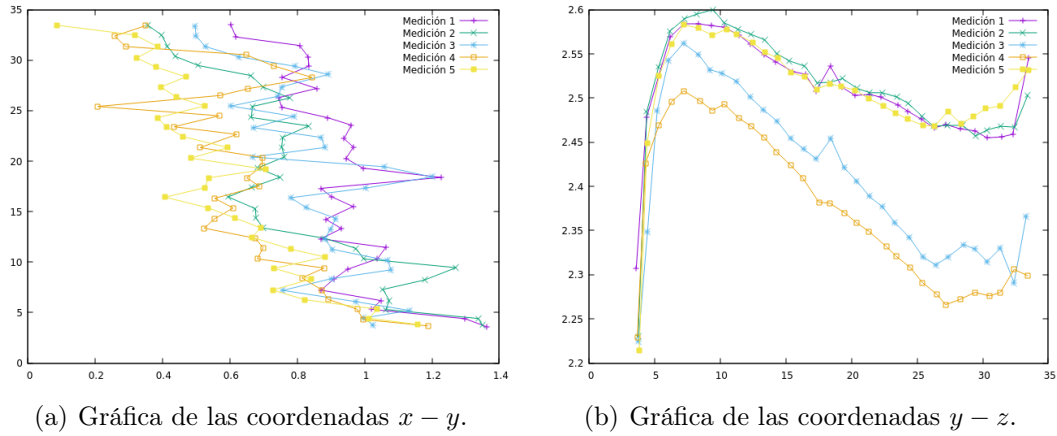 35
30
25
20
15
10
5
0
0
0.2
0.4
0.6
0.8
1
1.2
1.4
Medición 1
Medición 2
Medición 3
Medición 4
Medición 5
(a) Gráfica de las coordenadas x − y.
2.6
2.55
2.5
2.45
2.4
2.35
2.3
2.25
2.2
0
5
10
15
20
25
30
35
Medición 1
Medición 2
Medición 3
Medición 4
Medición 5
(b) Gráfica de las coordenadas y − z.